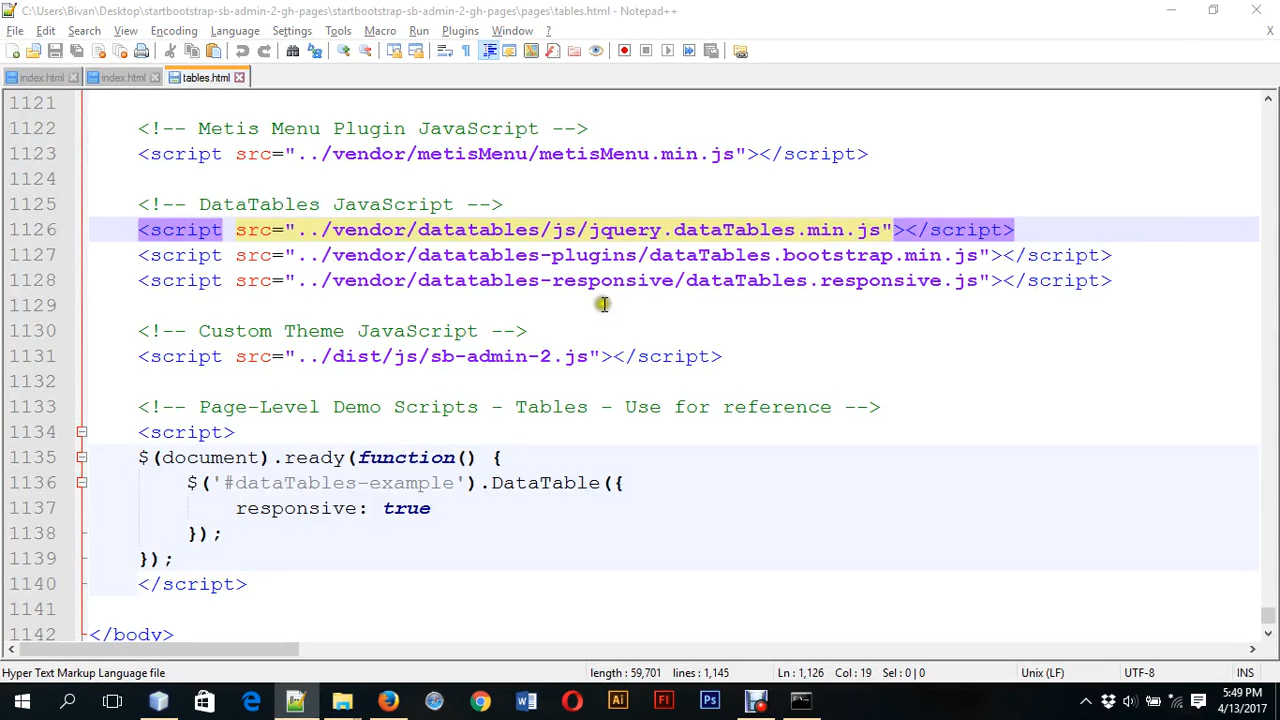 C:\Users\Bivan\Desktop\startbootstrap-sb-admin-2-gh-pages\startbootstrap-sb-admin-2-gh-pages\pages\tables.html - Notepad++
File Edit Search View Encoding Language Settings Tools Macro Run Plugins Window ? X
index.html index.html tables.html
1121
1122 <!-- Metis Menu Plugin JavaScript -->
1123 <script src="../vendor/metisMenu/metisMenu.min.js"></script>
1124
1125 <!-- DataTables JavaScript -->
1126 <script src="../vendor/datatables/js/jquery.dataTables.min.js"></script>
1127 <script src="../vendor/datatables-plugins/dataTables.bootstrap.min.js"></script>
1128 <script src="../vendor/datatables-responsive/dataTables.responsive.js"></script>
1129
1130 <!-- Custom Theme JavaScript -->
1131 <script src="../dist/js/sb-admin-2.js"></script>
1132
1133 <!-- Page-Level Demo Scripts - Tables - Use for reference -->
1134 <script>
1135 $(document).ready(function() {
1136 $('#dataTables-example').DataTable({
1137 responsive: true
1138 });
1139 });
1140 </script>
1141
1142 </body>
Hyper Text Markup Language file length : 59,701 lines : 1,145 Ln : 1,126 Col : 19 Sel : 0 | 0 Unix (LF) UTF-8 INS
Ai Fl Ps
5:49 PM
4/13/2017